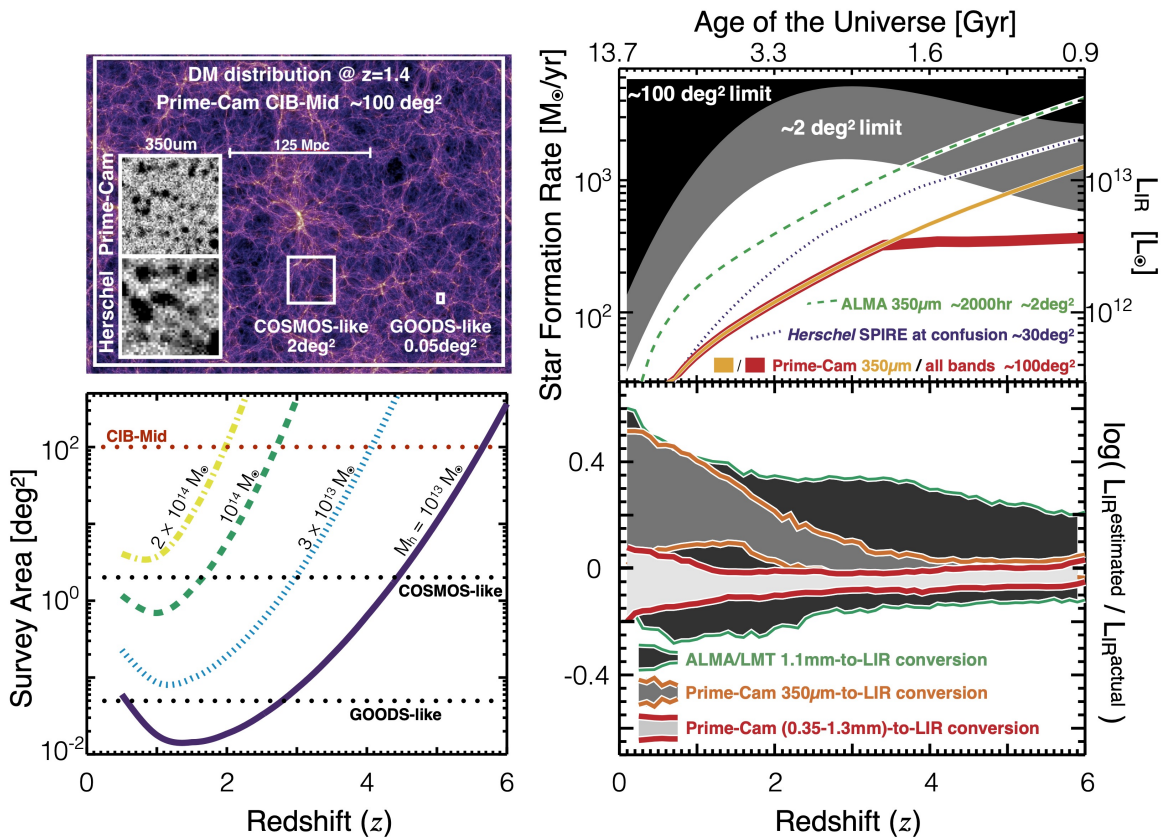 DM distribution @ z=1.4
Prime-Cam CIB-Mid ~100 deg²
350um
125 Mpc
Prime-Cam
Herschel
COSMOS-like
2deg²
GOODS-like
0.05deg²
Age of the Universe [Gyr]
13.7 3.3 1.6 0.9
Star Formation Rate [M⊙/yr]
10³
10²
~100 deg² limit
~2 deg² limit
ALMA 350µm ~2000hr ~2deg²
Herschel SPIRE at confusion ~30deg²
/ Prime-Cam 350µm / all bands ~100deg²
10¹³
10¹²
L_IR [L⊙]
Survey Area [deg²]
10²
10⁰
10⁻²
CIB-Mid
2 × 10¹⁴ M⊙
10¹⁴ M⊙
3 × 10¹³ M⊙
Mₕ = 10¹³ M⊙
COSMOS-like
GOODS-like
0 2 4 6
Redshift (z)
0.4
0
-0.4
ALMA/LMT 1.1mm-to-LIR conversion
Prime-Cam 350µm-to-LIR conversion
Prime-Cam (0.35-1.3mm)-to-LIR conversion
log( L_IR^estimated / L_IR^actual )
0 2 4 6
Redshift (z)